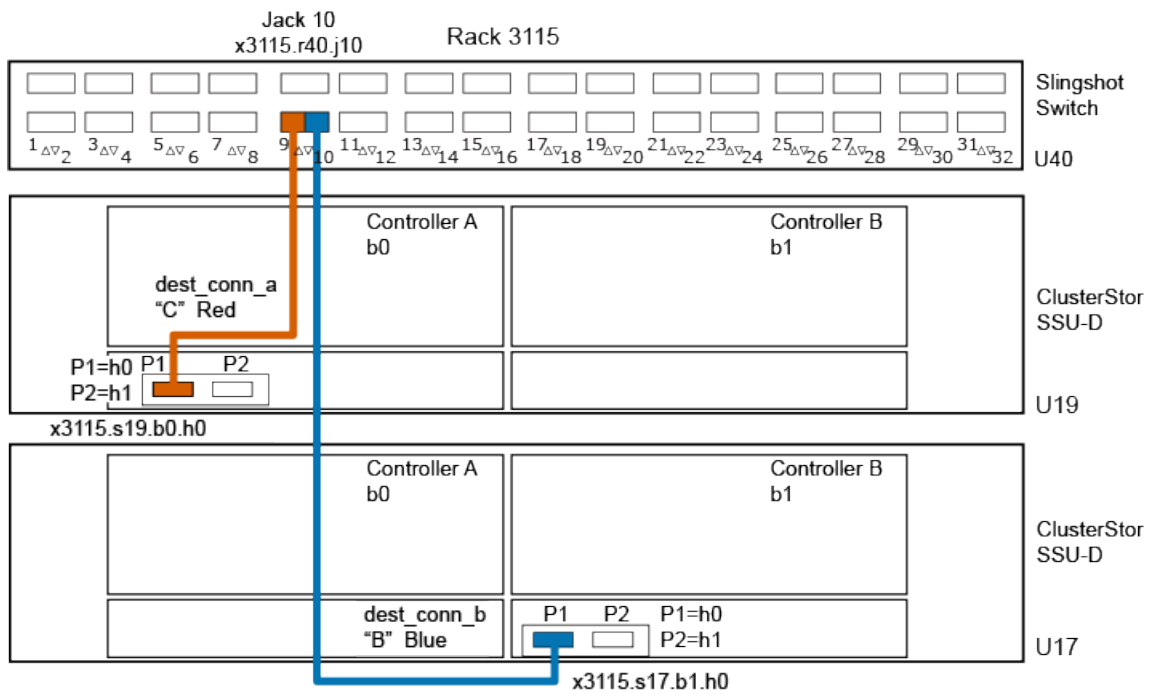 Jack 10
x3115.r40.j10
Rack 3115
Slingshot
Switch
1 △▽ 2 3 △▽ 4 5 △▽ 6 7 △▽ 8 9 △▽ 10 11 △▽ 12 13 △▽ 14 15 △▽ 16 17 △▽ 18 19 △▽ 20 21 △▽ 22 23 △▽ 24 25 △▽ 26 27 △▽ 28 29 △▽ 30 31 △▽ 32
U40
Controller A
b0
Controller B
b1
dest_conn_a
“C” Red
ClusterStor
SSU-D
P1=h0 P1 P2
P2=h1
U19
x3115.s19.b0.h0
Controller A
b0
Controller B
b1
ClusterStor
SSU-D
dest_conn_b
“B” Blue
P1 P2 P1=h0
P2=h1
U17
x3115.s17.b1.h0